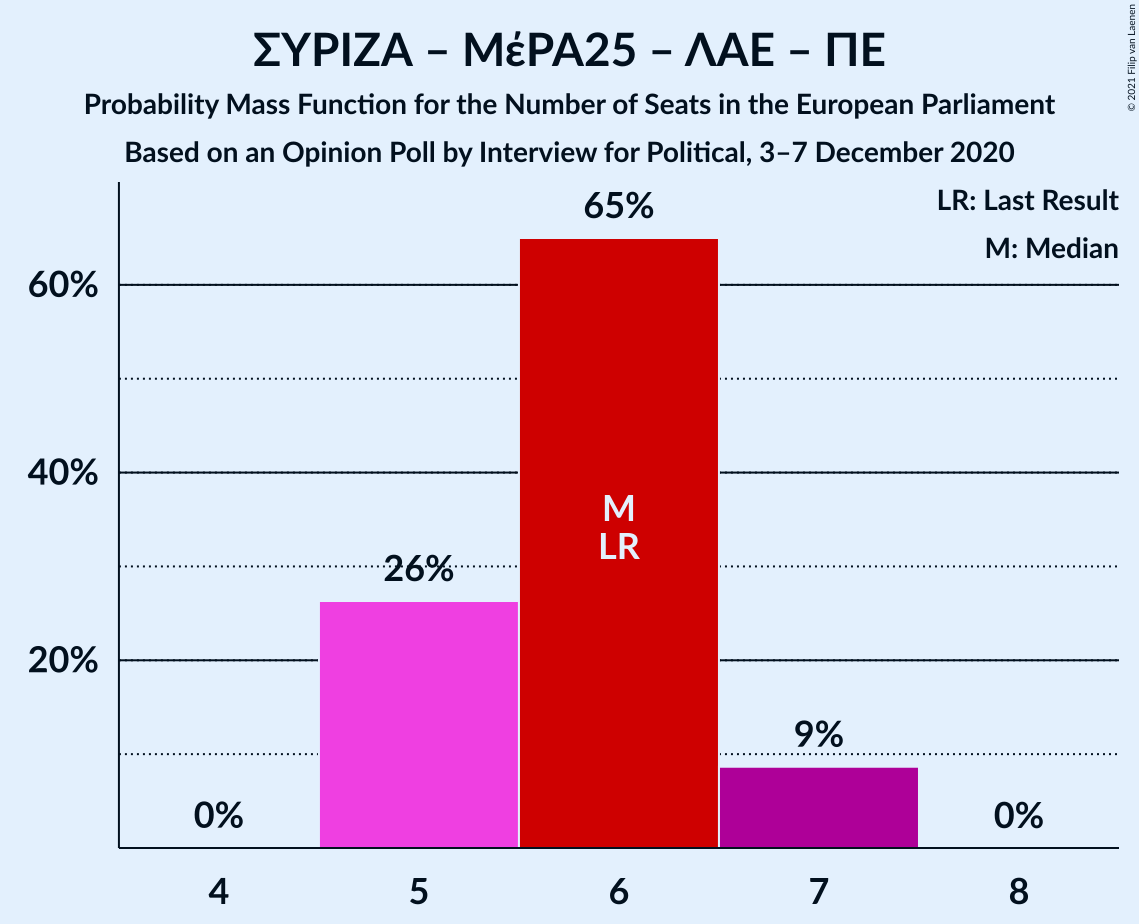 ΣΥΡΙΖΑ – ΜέΡΑ25 – ΛΑΕ – ΠΕ
Probability Mass Function for the Number of Seats in the European Parliament
Based on an Opinion Poll by Interview for Political, 3–7 December 2020
© 2021 Filip van Laenen
LR: Last Result
M: Median
65%
60%
40%
M
LR
26%
20%
9%
0%
0%
4
5
6
7
8